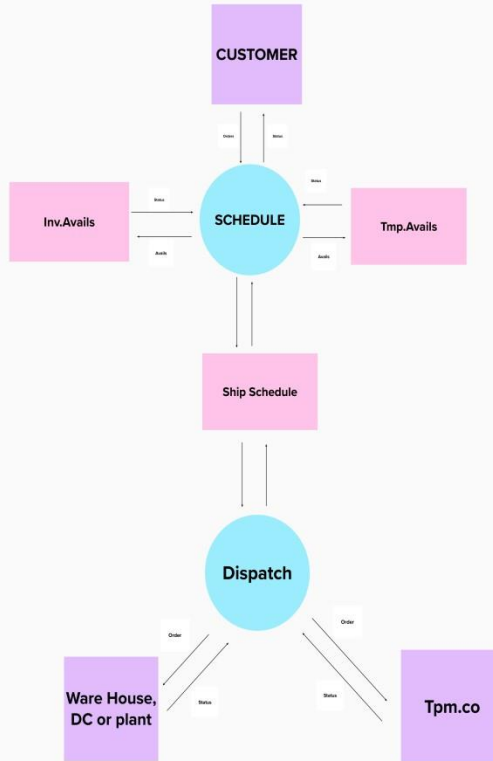 CUSTOMER
Orders
Status
Status
Status
Inv.Avails
SCHEDULE
Tmp.Avails
Avails
Avails
Ship Schedule
Dispatch
Order
Order
Ware House,
DC or plant
Status
Status
Tpm.co